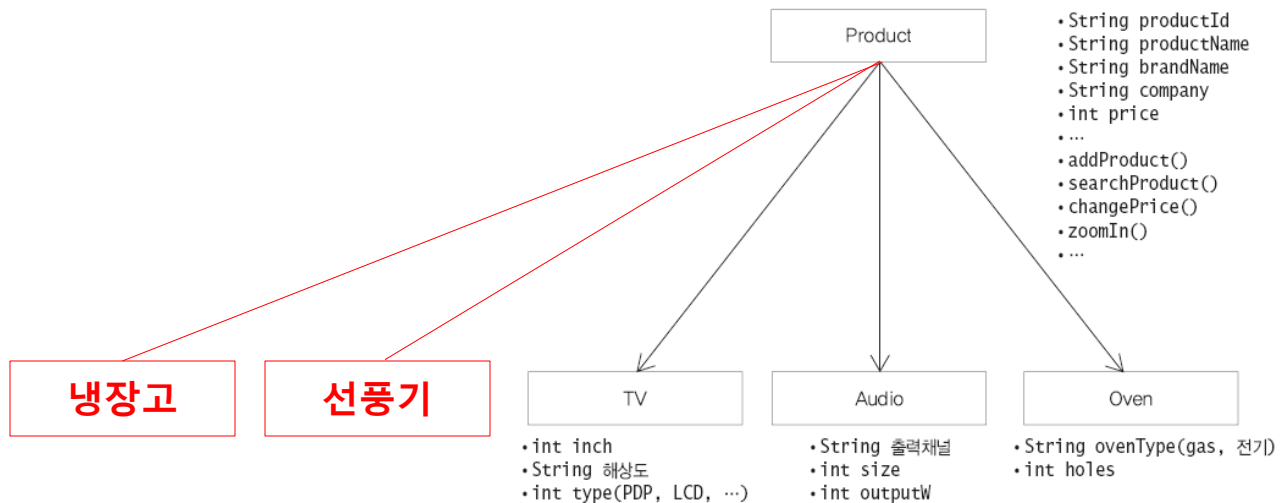 Product
• String productId
• String productName
• String brandName
• String company
• int price
• …
• addProduct()
• searchProduct()
• changePrice()
• zoomIn()
• …
냉장고
선풍기
TV
• int inch
• String 해상도
• int type(PDP, LCD, …)
Audio
• String 출력채널
• int size
• int outputW
Oven
• String ovenType(gas, 전기)
• int holes